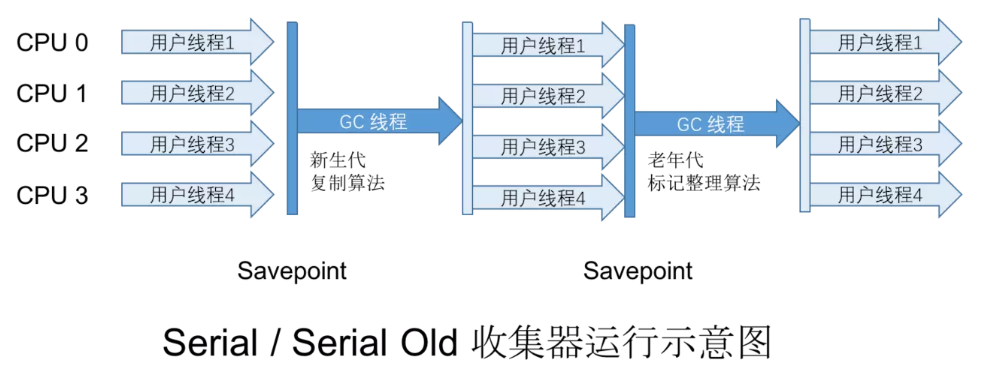 CPU 0
用户线程1
用户线程1
用户线程1
CPU 1
用户线程2
用户线程2
用户线程2
GC 线程
GC 线程
CPU 2
用户线程3
用户线程3
用户线程3
新生代
复制算法
老年代
标记整理算法
CPU 3
用户线程4
用户线程4
用户线程4
Savepoint
Savepoint
Serial / Serial Old 收集器运行示意图